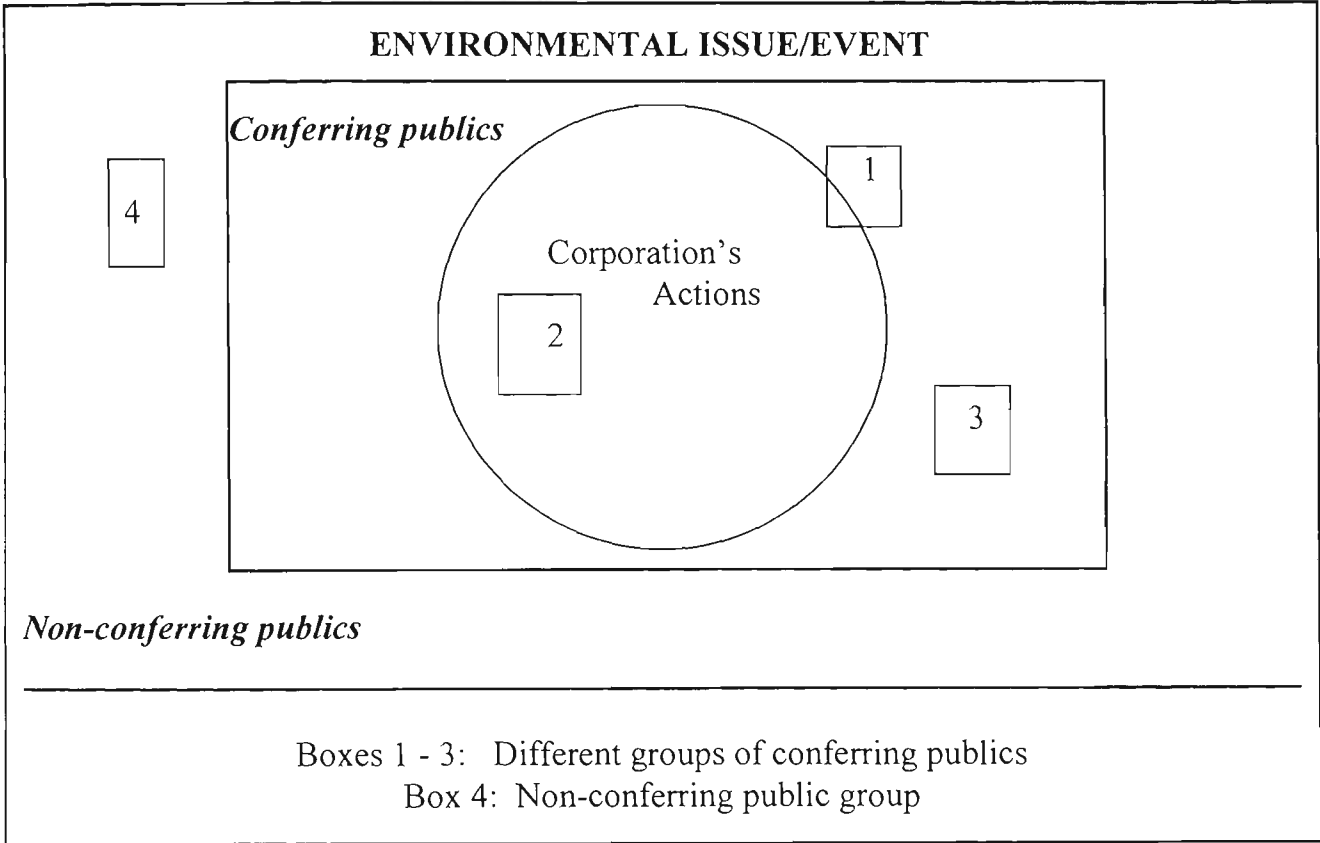 ENVIRONMENTAL ISSUE/EVENT
Conferring publics
1
4
Corporation's
Actions
2
3
Non-conferring publics
Boxes 1 - 3: Different groups of conferring publics
Box 4: Non-conferring public group